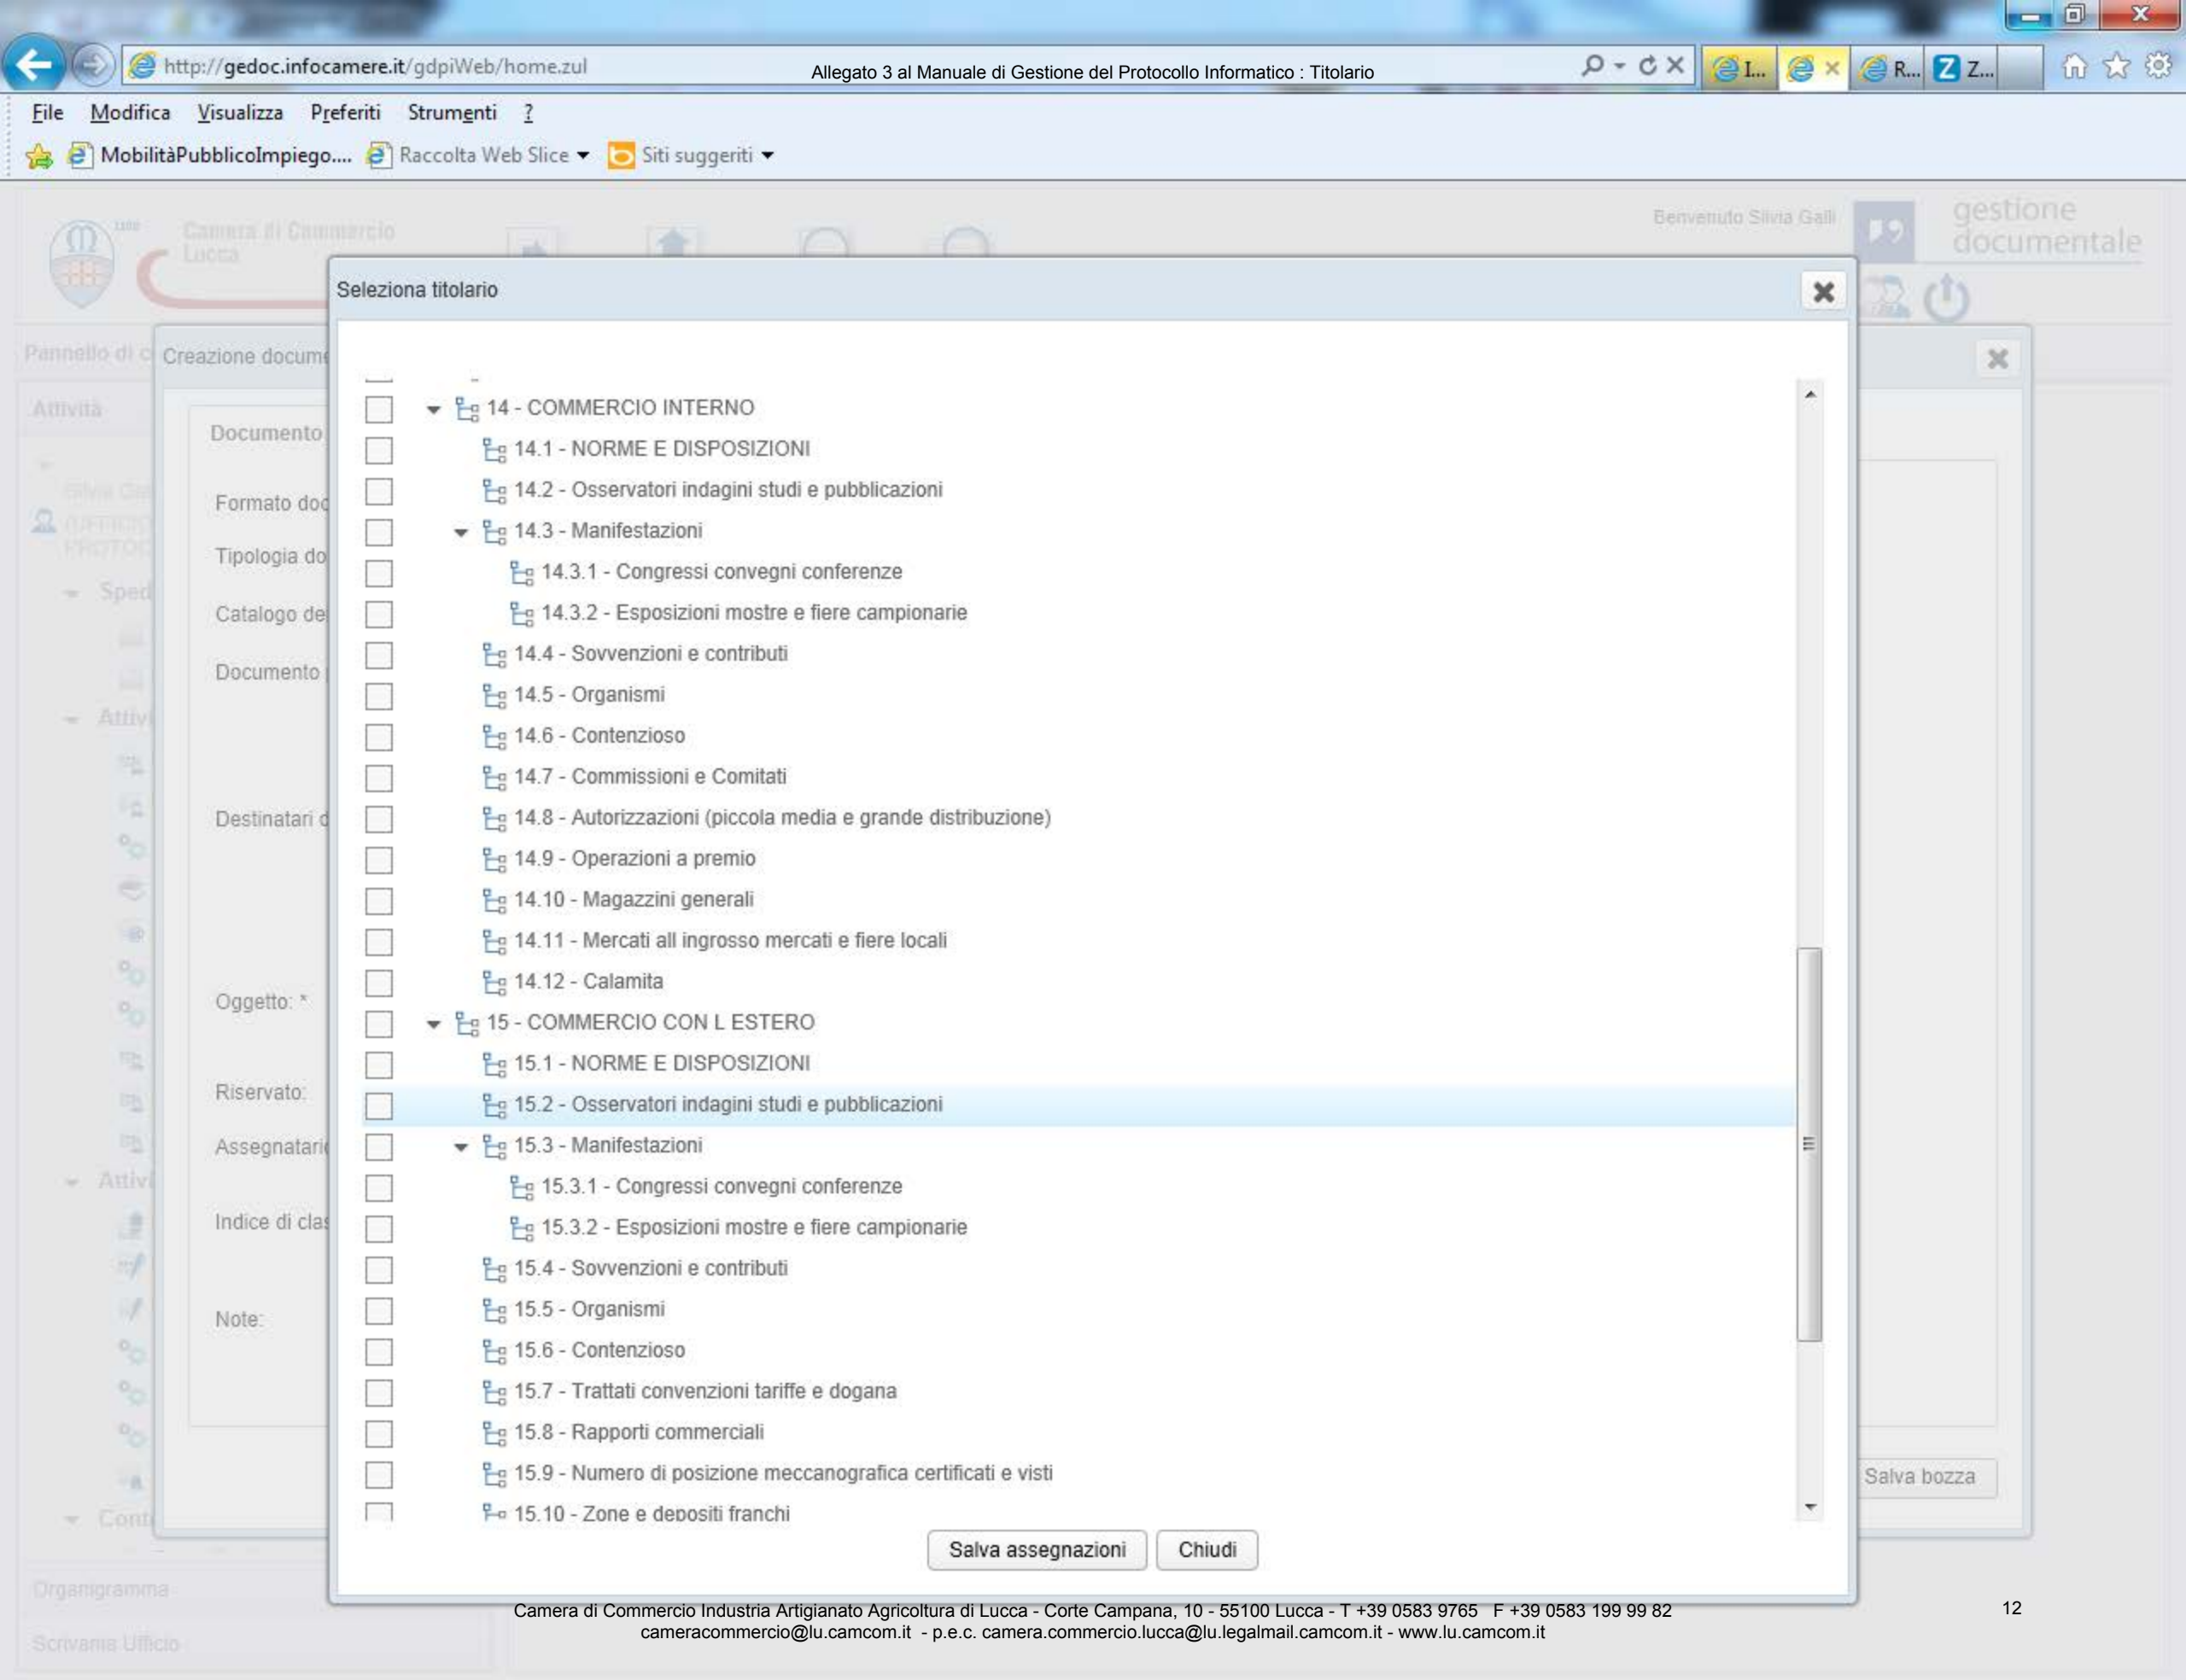 http://gedoc.infocamere.it/gdpiWeb/home.zul
Allegato 3 al Manuale di Gestione del Protocollo Informatico : Titolario
I... R... Z Z...
File Modifica Visualizza Preferiti Strumenti ?
MobilitàPubblicoImpiego.... Raccolta Web Slice Siti suggeriti
Camera di Commercio
Lucca
Benvenuto Silvia Galli
gestione
documentale
Seleziona titolario
Pannello di c
Creazione docume
Attività
Documento
Formato doc
Tipologia do
Catalogo de
Documento
Destinatari d
Oggetto: *
Riservato:
Assegnatari
Indice di clas
Note:
Sped
Attivi
Attivi
Cont
14 - COMMERCIO INTERNO
14.1 - NORME E DISPOSIZIONI
14.2 - Osservatori indagini studi e pubblicazioni
14.3 - Manifestazioni
14.3.1 - Congressi convegni conferenze
14.3.2 - Esposizioni mostre e fiere campionarie
14.4 - Sovvenzioni e contributi
14.5 - Organismi
14.6 - Contenzioso
14.7 - Commissioni e Comitati
14.8 - Autorizzazioni (piccola media e grande distribuzione)
14.9 - Operazioni a premio
14.10 - Magazzini generali
14.11 - Mercati all ingrosso mercati e fiere locali
14.12 - Calamita
15 - COMMERCIO CON L ESTERO
15.1 - NORME E DISPOSIZIONI
15.2 - Osservatori indagini studi e pubblicazioni
15.3 - Manifestazioni
15.3.1 - Congressi convegni conferenze
15.3.2 - Esposizioni mostre e fiere campionarie
15.4 - Sovvenzioni e contributi
15.5 - Organismi
15.6 - Contenzioso
15.7 - Trattati convenzioni tariffe e dogana
15.8 - Rapporti commerciali
15.9 - Numero di posizione meccanografica certificati e visti
15.10 - Zone e depositi franchi
Salva bozza
Salva assegnazioni Chiudi
Organigramma
Scrivania Ufficio
Camera di Commercio Industria Artigianato Agricoltura di Lucca - Corte Campana, 10 - 55100 Lucca - T +39 0583 9765 F +39 0583 199 99 82
cameracommercio@lu.camcom.it - p.e.c. camera.commercio.lucca@lu.legalmail.camcom.it - www.lu.camcom.it
12